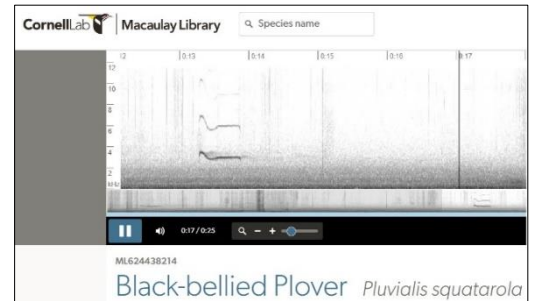 CornellLab Macaulay Library Species name
/2 0:13 0:14 0:15 0:16 0:17
12
10
8
6
4
2
kHz
0:17 / 0:25
ML624438214
Black-bellied Plover Pluvialis squatarola